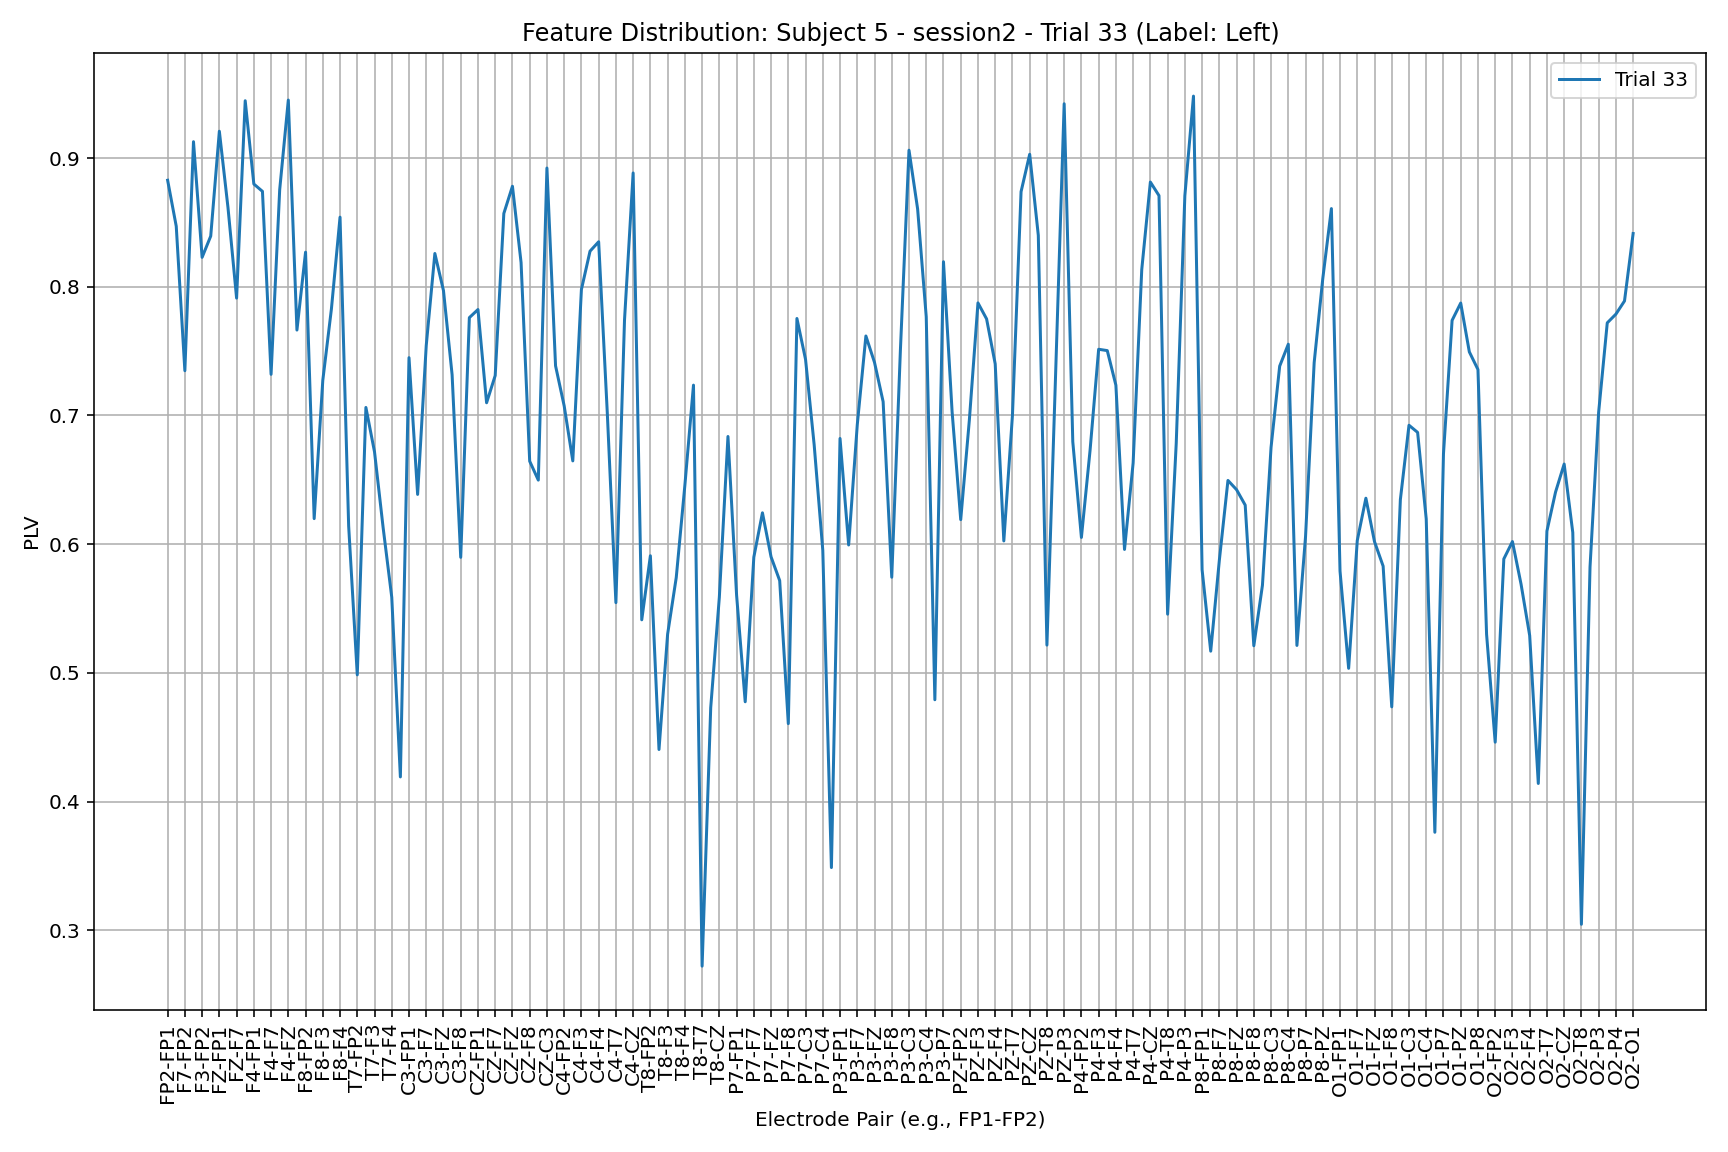 Feature Distribution: Subject 5 - session2 - Trial 33 (Label: Left)
Trial 33
PLV
0.9
0.8
0.7
0.6
0.5
0.4
0.3
FP2-FP1
F7-FP2
F3-FP2
FZ-FP1
FZ-F7
F4-FP1
F4-F7
F4-FZ
F8-FP2
F8-F3
F8-F4
T7-FP2
T7-F3
T7-F4
C3-FP1
C3-F7
C3-FZ
C3-F8
CZ-FP1
CZ-F7
CZ-FZ
CZ-F8
CZ-C3
C4-FP2
C4-F3
C4-F4
C4-T7
C4-CZ
T8-FP2
T8-F3
T8-F4
T8-T7
T8-CZ
P7-FP1
P7-F7
P7-FZ
P7-F8
P7-C3
P7-C4
P3-FP1
P3-F7
P3-FZ
P3-F8
P3-C3
P3-C4
P3-P7
PZ-FP2
PZ-F3
PZ-F4
PZ-T7
PZ-CZ
PZ-T8
PZ-P3
P4-FP2
P4-F3
P4-F4
P4-T7
P4-CZ
P4-T8
P4-P3
P8-FP1
P8-F7
P8-FZ
P8-F8
P8-C3
P8-C4
P8-P7
P8-PZ
O1-FP1
O1-F7
O1-FZ
O1-F8
O1-C3
O1-C4
O1-P7
O1-PZ
O1-P8
O2-FP2
O2-F3
O2-F4
O2-T7
O2-CZ
O2-T8
O2-P3
O2-P4
O2-O1
Electrode Pair (e.g., FP1-FP2)